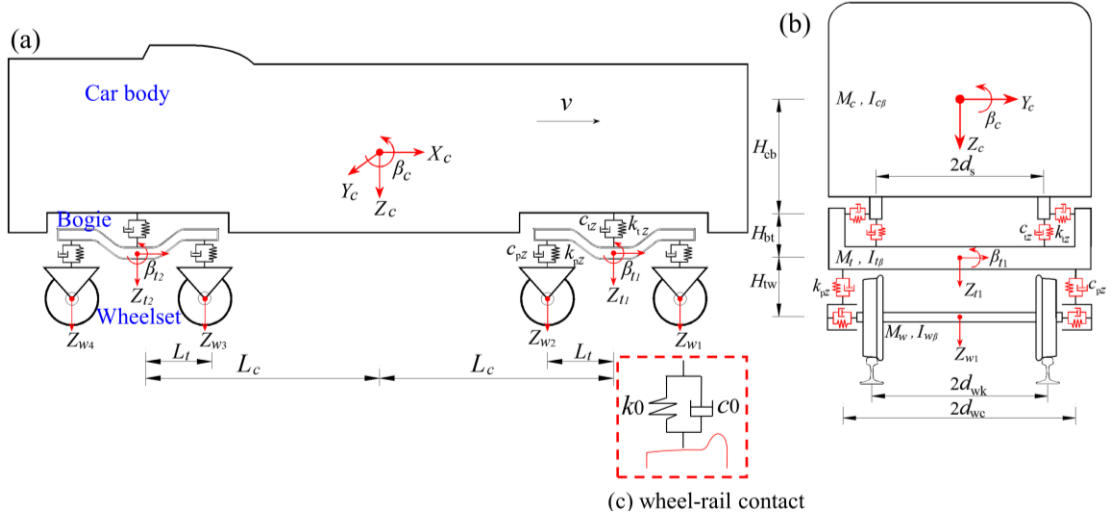 (a)
Car body
v
X_c
β_c
Y_c
Z_c
Bogie
c_tz k_tz
c_pz k_pz
β_t2
β_t1
Z_t2
Z_t1
Wheelset
Z_w4
Z_w3
Z_w2
Z_w1
L_t
L_t
L_c
L_c
k0
c0
(c) wheel-rail contact
(b)
M_c , I_cβ
Y_c
β_c
Z_c
H_cb
2d_s
H_bt
c_tz
k_tz
M_t , I_tβ
β_t1
H_tw
k_pz
Z_t1
c_pz
M_w , I_wβ
Z_w1
2d_wk
2d_wc